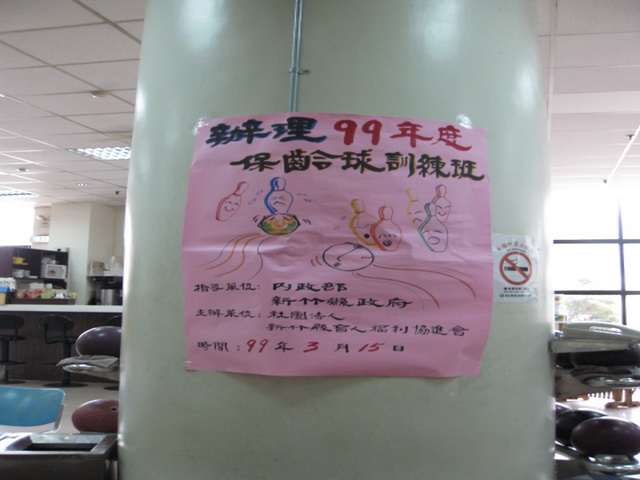 辦理99年度
保齡球訓練班
指導單位：內政部
新竹縣政府
主辦單位：社團法人
新竹縣盲人福利協進會
時間：99年3月15日